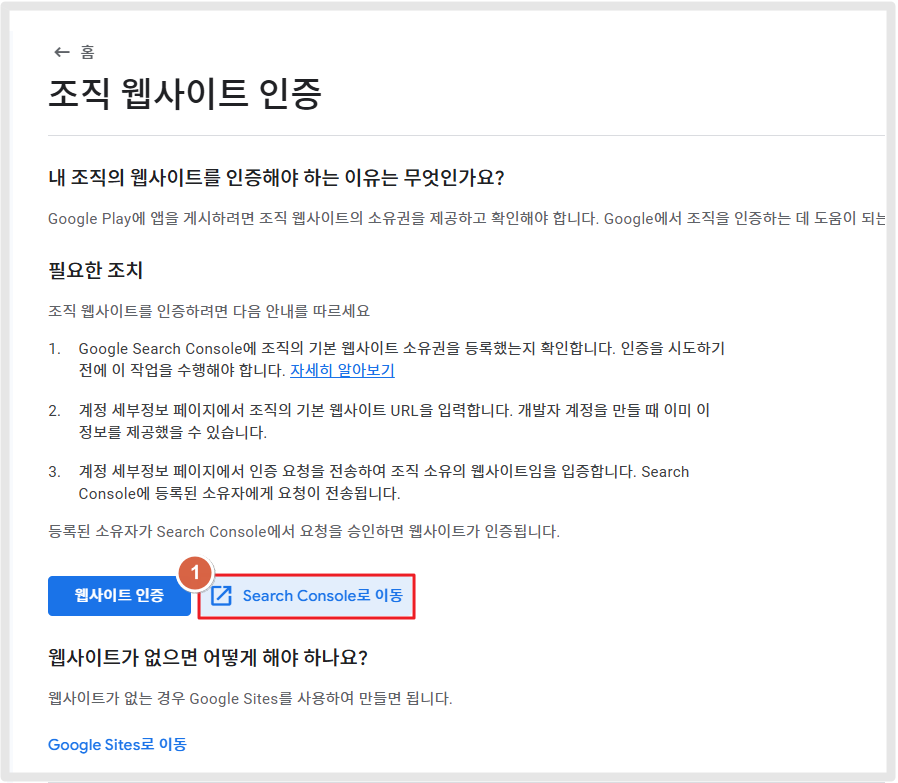 ← 홈
조직 웹사이트 인증
내 조직의 웹사이트를 인증해야 하는 이유는 무엇인가요?
Google Play에 앱을 게시하려면 조직 웹사이트의 소유권을 제공하고 확인해야 합니다. Google에서 조직을 인증하는 데 도움이 되는
필요한 조치
조직 웹사이트를 인증하려면 다음 안내를 따르세요
1. Google Search Console에 조직의 기본 웹사이트 소유권을 등록했는지 확인합니다. 인증을 시도하기
전에 이 작업을 수행해야 합니다. 자세히 알아보기
2. 계정 세부정보 페이지에서 조직의 기본 웹사이트 URL을 입력합니다. 개발자 계정을 만들 때 이미 이
정보를 제공했을 수 있습니다.
3. 계정 세부정보 페이지에서 인증 요청을 전송하여 조직 소유의 웹사이트임을 입증합니다. Search
Console에 등록된 소유자에게 요청이 전송됩니다.
등록된 소유자가 Search Console에서 요청을 승인하면 웹사이트가 인증됩니다.
1
웹사이트 인증 Search Console로 이동
웹사이트가 없으면 어떻게 해야 하나요?
웹사이트가 없는 경우 Google Sites를 사용하여 만들면 됩니다.
Google Sites로 이동